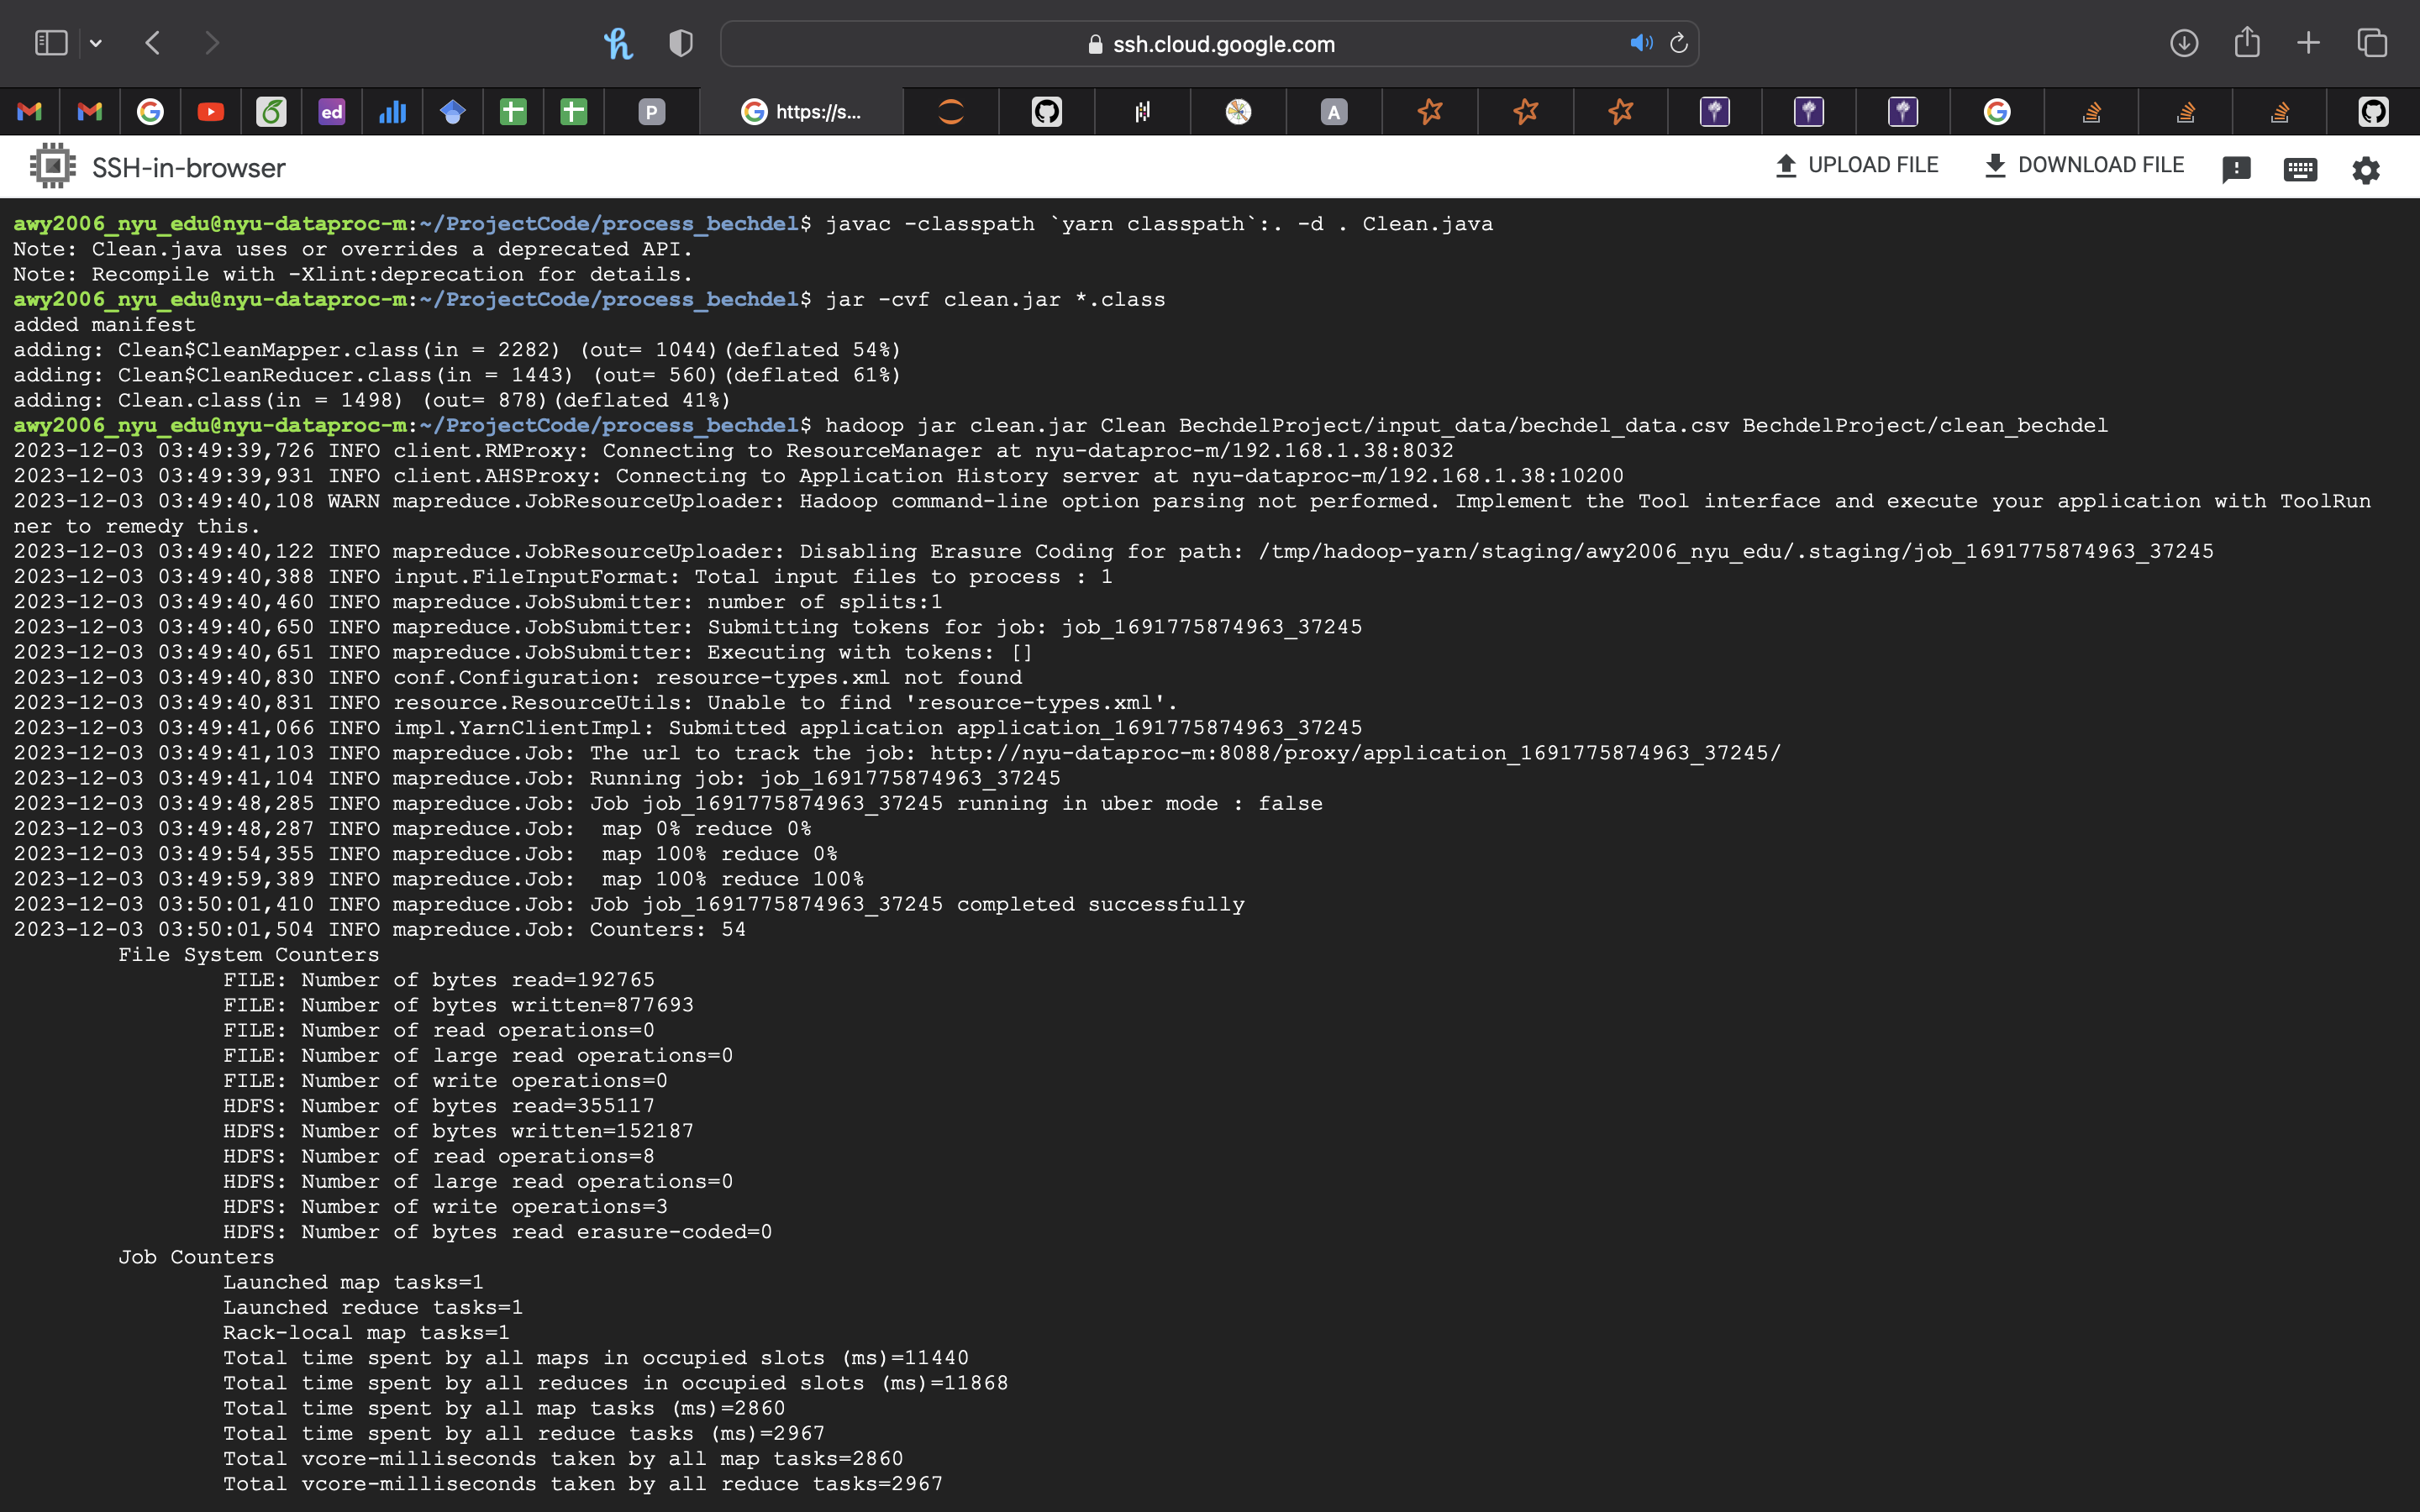 ssh.cloud.google.com
ed
P
https://s...
A
SSH-in-browser
UPLOAD FILE
DOWNLOAD FILE
awy2006_nyu_edu@nyu-dataproc-m:~/ProjectCode/process_bechdel$ javac -classpath `yarn classpath`:. -d . Clean.java
Note: Clean.java uses or overrides a deprecated API.
Note: Recompile with -Xlint:deprecation for details.
awy2006_nyu_edu@nyu-dataproc-m:~/ProjectCode/process_bechdel$ jar -cvf clean.jar *.class
added manifest
adding: Clean$CleanMapper.class(in = 2282) (out= 1044)(deflated 54%)
adding: Clean$CleanReducer.class(in = 1443) (out= 560)(deflated 61%)
adding: Clean.class(in = 1498) (out= 878)(deflated 41%)
awy2006_nyu_edu@nyu-dataproc-m:~/ProjectCode/process_bechdel$ hadoop jar clean.jar Clean BechdelProject/input_data/bechdel_data.csv BechdelProject/clean_bechdel
2023-12-03 03:49:39,726 INFO client.RMProxy: Connecting to ResourceManager at nyu-dataproc-m/192.168.1.38:8032
2023-12-03 03:49:39,931 INFO client.AHSProxy: Connecting to Application History server at nyu-dataproc-m/192.168.1.38:10200
2023-12-03 03:49:40,108 WARN mapreduce.JobResourceUploader: Hadoop command-line option parsing not performed. Implement the Tool interface and execute your application with ToolRun
ner to remedy this.
2023-12-03 03:49:40,122 INFO mapreduce.JobResourceUploader: Disabling Erasure Coding for path: /tmp/hadoop-yarn/staging/awy2006_nyu_edu/.staging/job_1691775874963_37245
2023-12-03 03:49:40,388 INFO input.FileInputFormat: Total input files to process : 1
2023-12-03 03:49:40,460 INFO mapreduce.JobSubmitter: number of splits:1
2023-12-03 03:49:40,650 INFO mapreduce.JobSubmitter: Submitting tokens for job: job_1691775874963_37245
2023-12-03 03:49:40,651 INFO mapreduce.JobSubmitter: Executing with tokens: []
2023-12-03 03:49:40,830 INFO conf.Configuration: resource-types.xml not found
2023-12-03 03:49:40,831 INFO resource.ResourceUtils: Unable to find 'resource-types.xml'.
2023-12-03 03:49:41,066 INFO impl.YarnClientImpl: Submitted application application_1691775874963_37245
2023-12-03 03:49:41,103 INFO mapreduce.Job: The url to track the job: http://nyu-dataproc-m:8088/proxy/application_1691775874963_37245/
2023-12-03 03:49:41,104 INFO mapreduce.Job: Running job: job_1691775874963_37245
2023-12-03 03:49:48,285 INFO mapreduce.Job: Job job_1691775874963_37245 running in uber mode : false
2023-12-03 03:49:48,287 INFO mapreduce.Job:  map 0% reduce 0%
2023-12-03 03:49:54,355 INFO mapreduce.Job:  map 100% reduce 0%
2023-12-03 03:49:59,389 INFO mapreduce.Job:  map 100% reduce 100%
2023-12-03 03:50:01,410 INFO mapreduce.Job: Job job_1691775874963_37245 completed successfully
2023-12-03 03:50:01,504 INFO mapreduce.Job: Counters: 54
File System Counters
FILE: Number of bytes read=192765
FILE: Number of bytes written=877693
FILE: Number of read operations=0
FILE: Number of large read operations=0
FILE: Number of write operations=0
HDFS: Number of bytes read=355117
HDFS: Number of bytes written=152187
HDFS: Number of read operations=8
HDFS: Number of large read operations=0
HDFS: Number of write operations=3
HDFS: Number of bytes read erasure-coded=0
Job Counters
Launched map tasks=1
Launched reduce tasks=1
Rack-local map tasks=1
Total time spent by all maps in occupied slots (ms)=11440
Total time spent by all reduces in occupied slots (ms)=11868
Total time spent by all map tasks (ms)=2860
Total time spent by all reduce tasks (ms)=2967
Total vcore-milliseconds taken by all map tasks=2860
Total vcore-milliseconds taken by all reduce tasks=2967